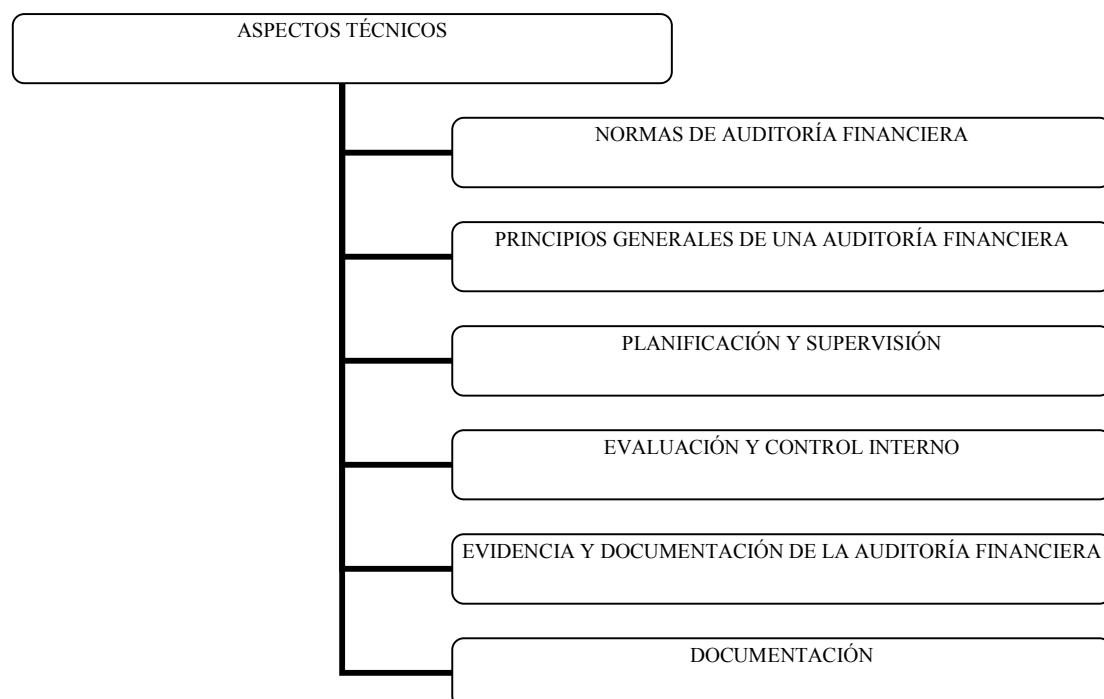 ASPECTOS TÉCNICOS
NORMAS DE AUDITORÍA FINANCIERA
PRINCIPIOS GENERALES DE UNA AUDITORÍA FINANCIERA
PLANIFICACIÓN Y SUPERVISIÓN
EVALUACIÓN Y CONTROL INTERNO
EVIDENCIA Y DOCUMENTACIÓN DE LA AUDITORÍA FINANCIERA
DOCUMENTACIÓN